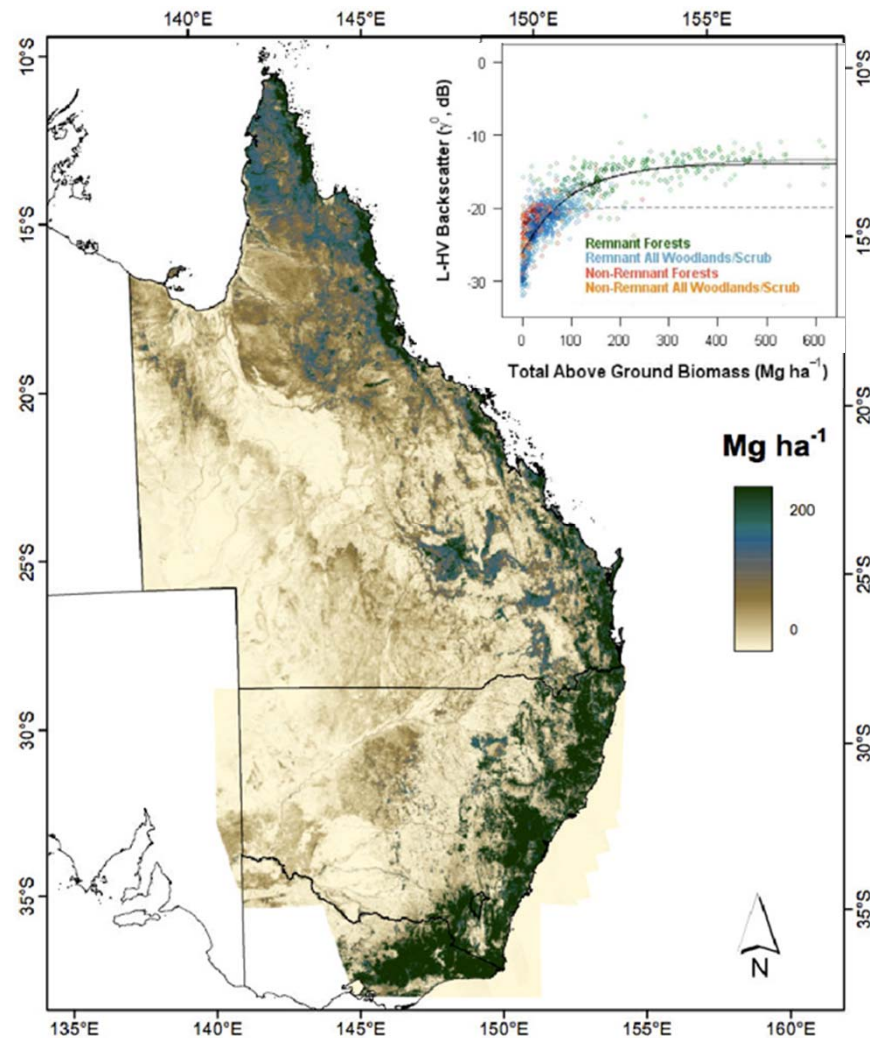 140°E 145°E 150°E 155°E
10°S
15°S
20°S
25°S
30°S
35°S
10°S
15°S
20°S
25°S
30°S
35°S
L-HV Backscatter (γ⁰, dB)
0
-10
-20
-30
Remnant Forests
Remnant All Woodlands/Scrub
Non-Remnant Forests
Non-Remnant All Woodlands/Scrub
0 100 200 300 400 500 600
Total Above Ground Biomass (Mg ha⁻¹)
Mg ha⁻¹
200
0
N
135°E 140°E 145°E 150°E 155°E 160°E